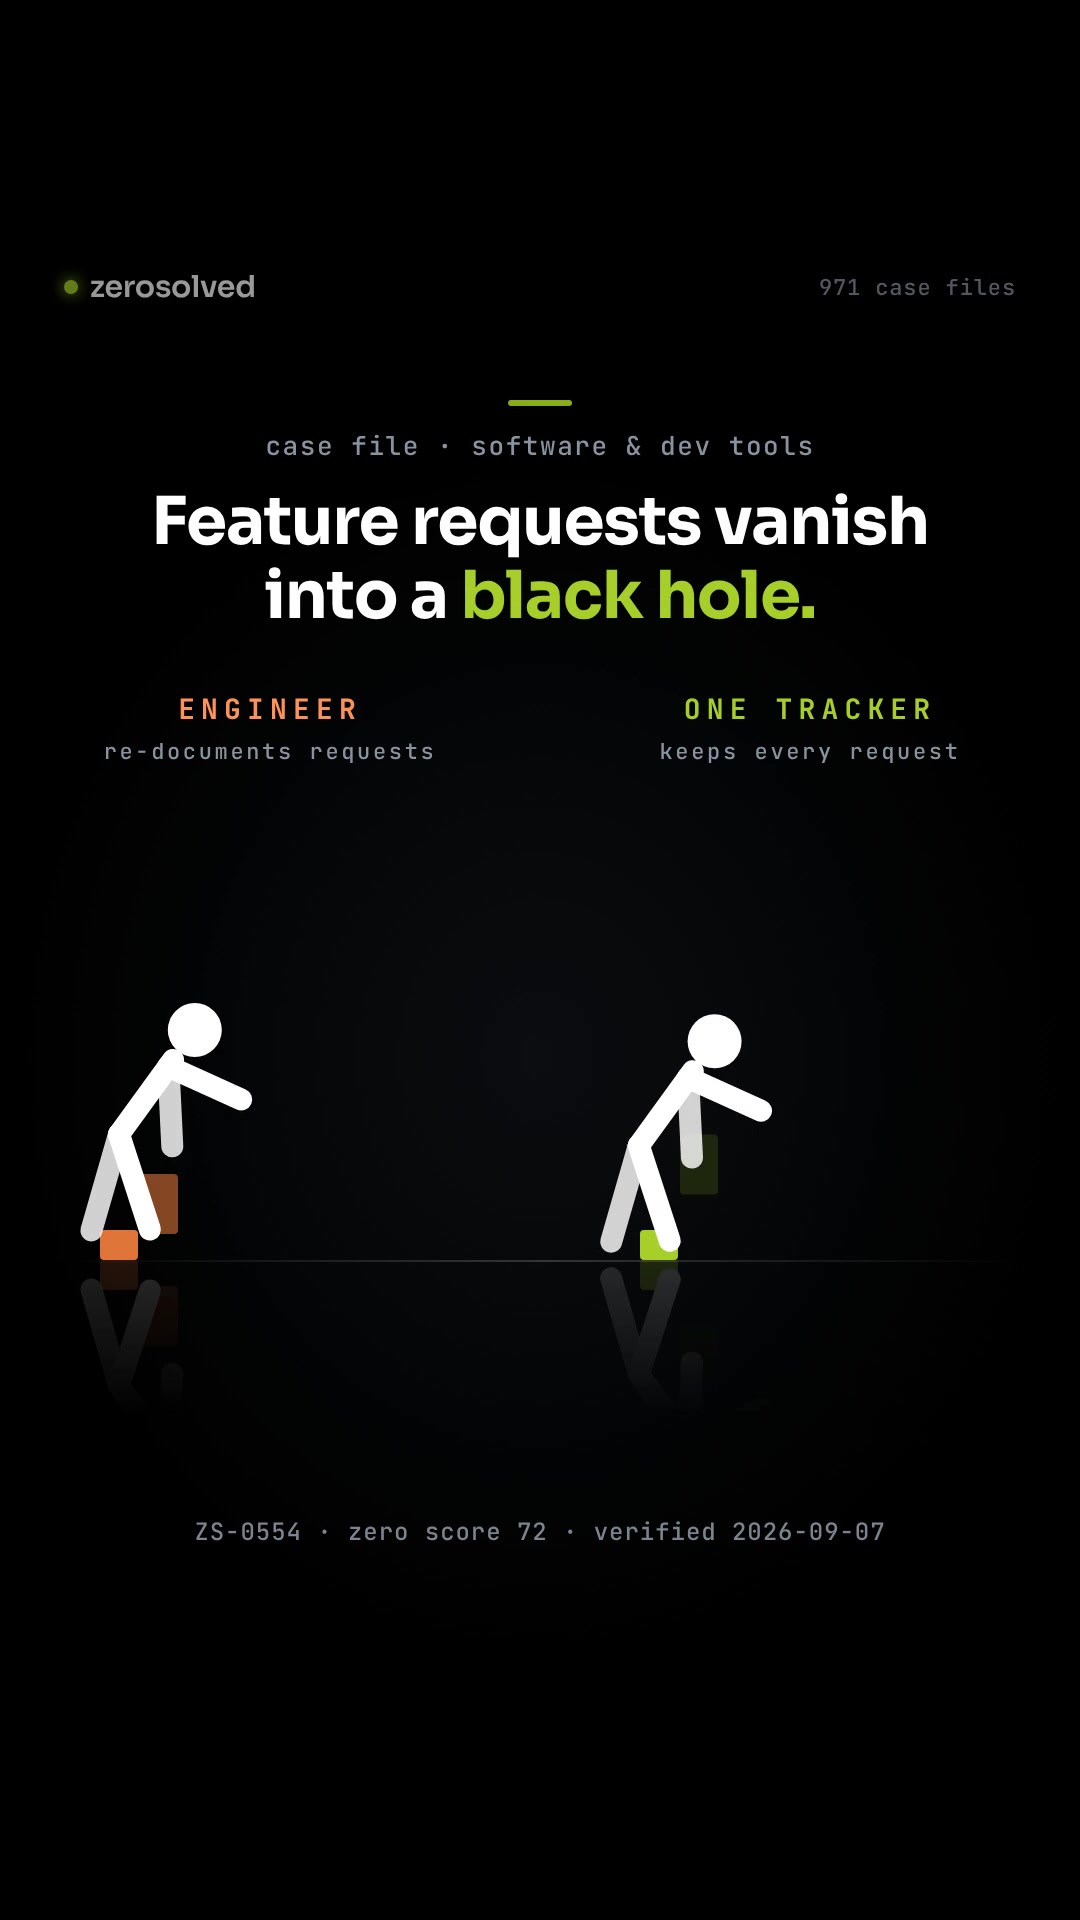 zerosolved
971 case files
case file · software & dev tools
Feature requests vanish
into a black hole.
ENGINEER
re-documents requests
ONE TRACKER
keeps every request
ZS-0554 · zero score 72 · verified 2026-09-07